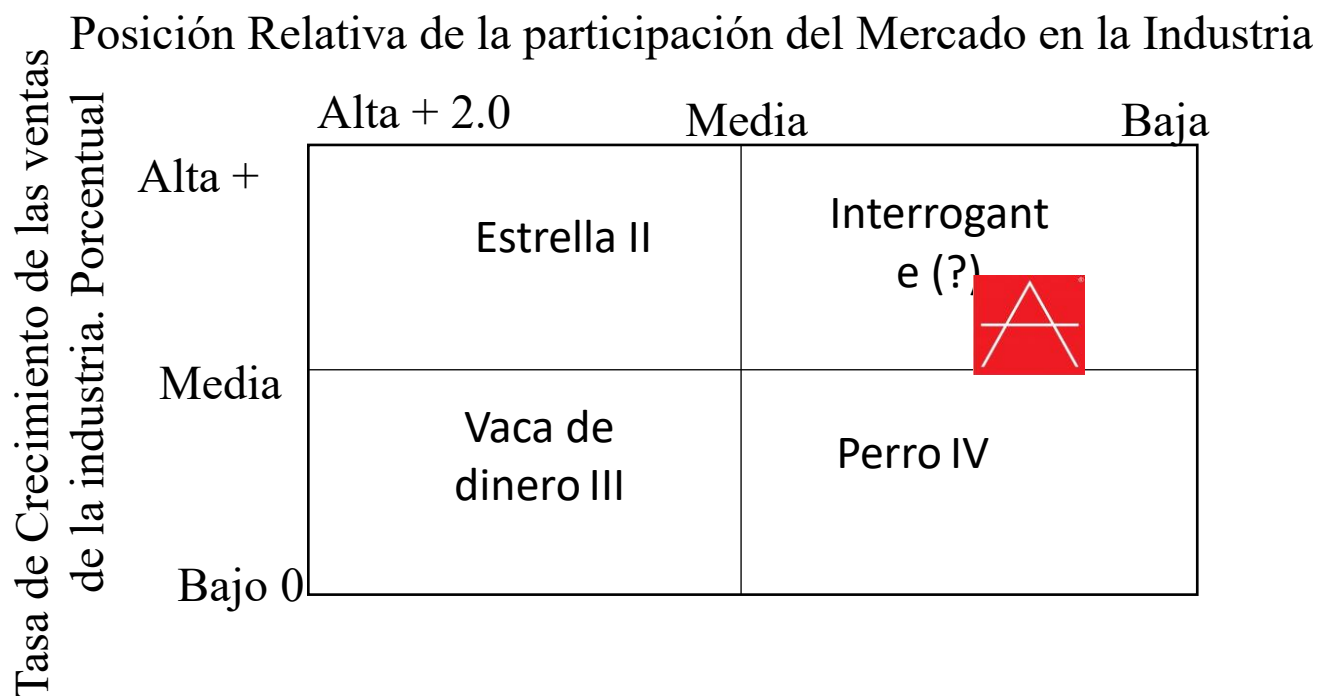 Posición Relativa de la participación del Mercado en la Industria
Tasa de Crecimiento de las ventas
de la industria. Porcentual
Alta + 2.0
Media
Baja
Alta +
Estrella II
Interrogant
e (?)
Media
Vaca de
dinero III
Perro IV
Bajo 0